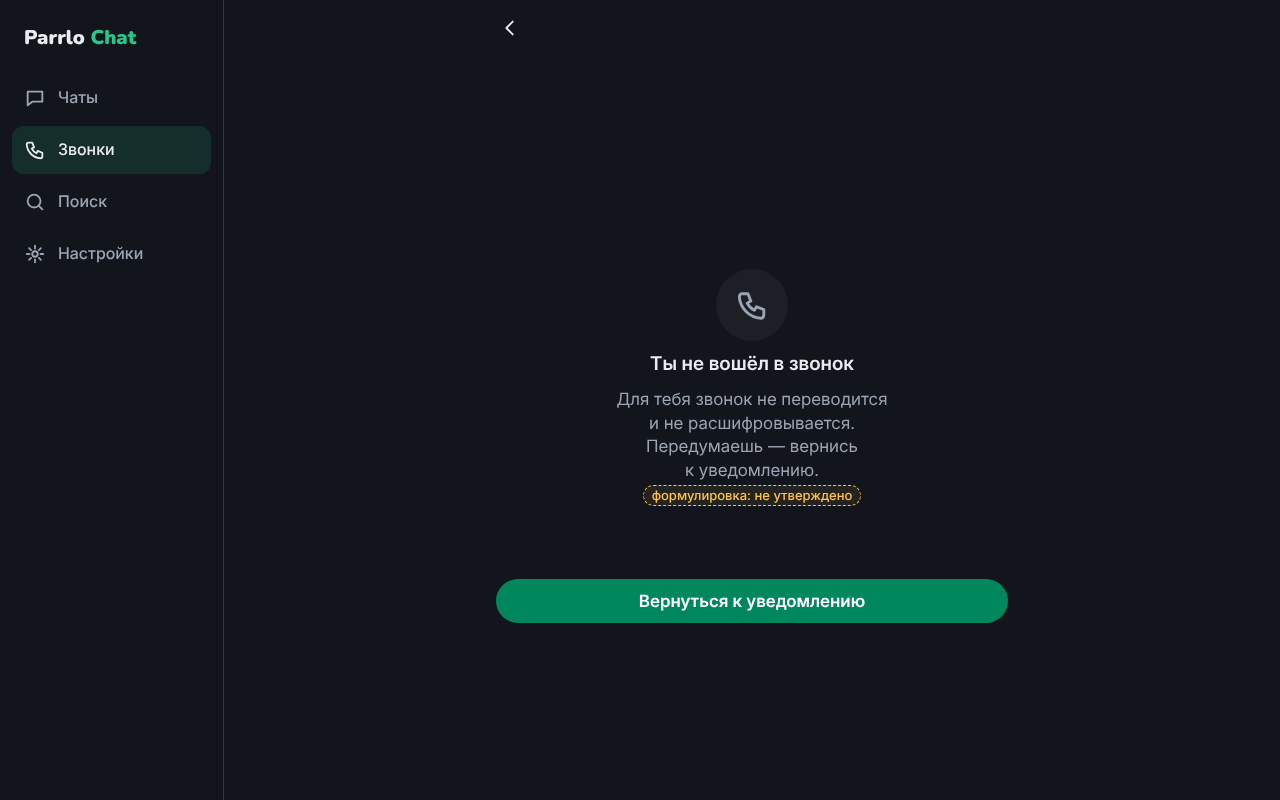 Parrlo Chat
Чаты
Звонки
Поиск
Настройки
Ты не вошёл в звонок
Для тебя звонок не переводится
и не расшифровывается.
Передумаешь — вернись
к уведомлению.
формулировка: не утверждено
Вернуться к уведомлению